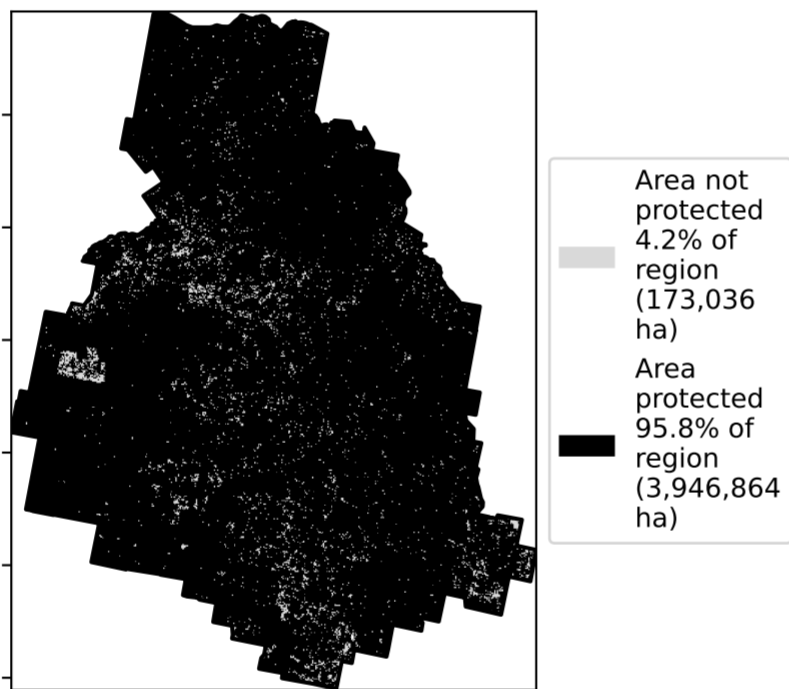 Area not
protected
4.2% of
region
(173,036
ha)
Area
protected
95.8% of
region
(3,946,864
ha)